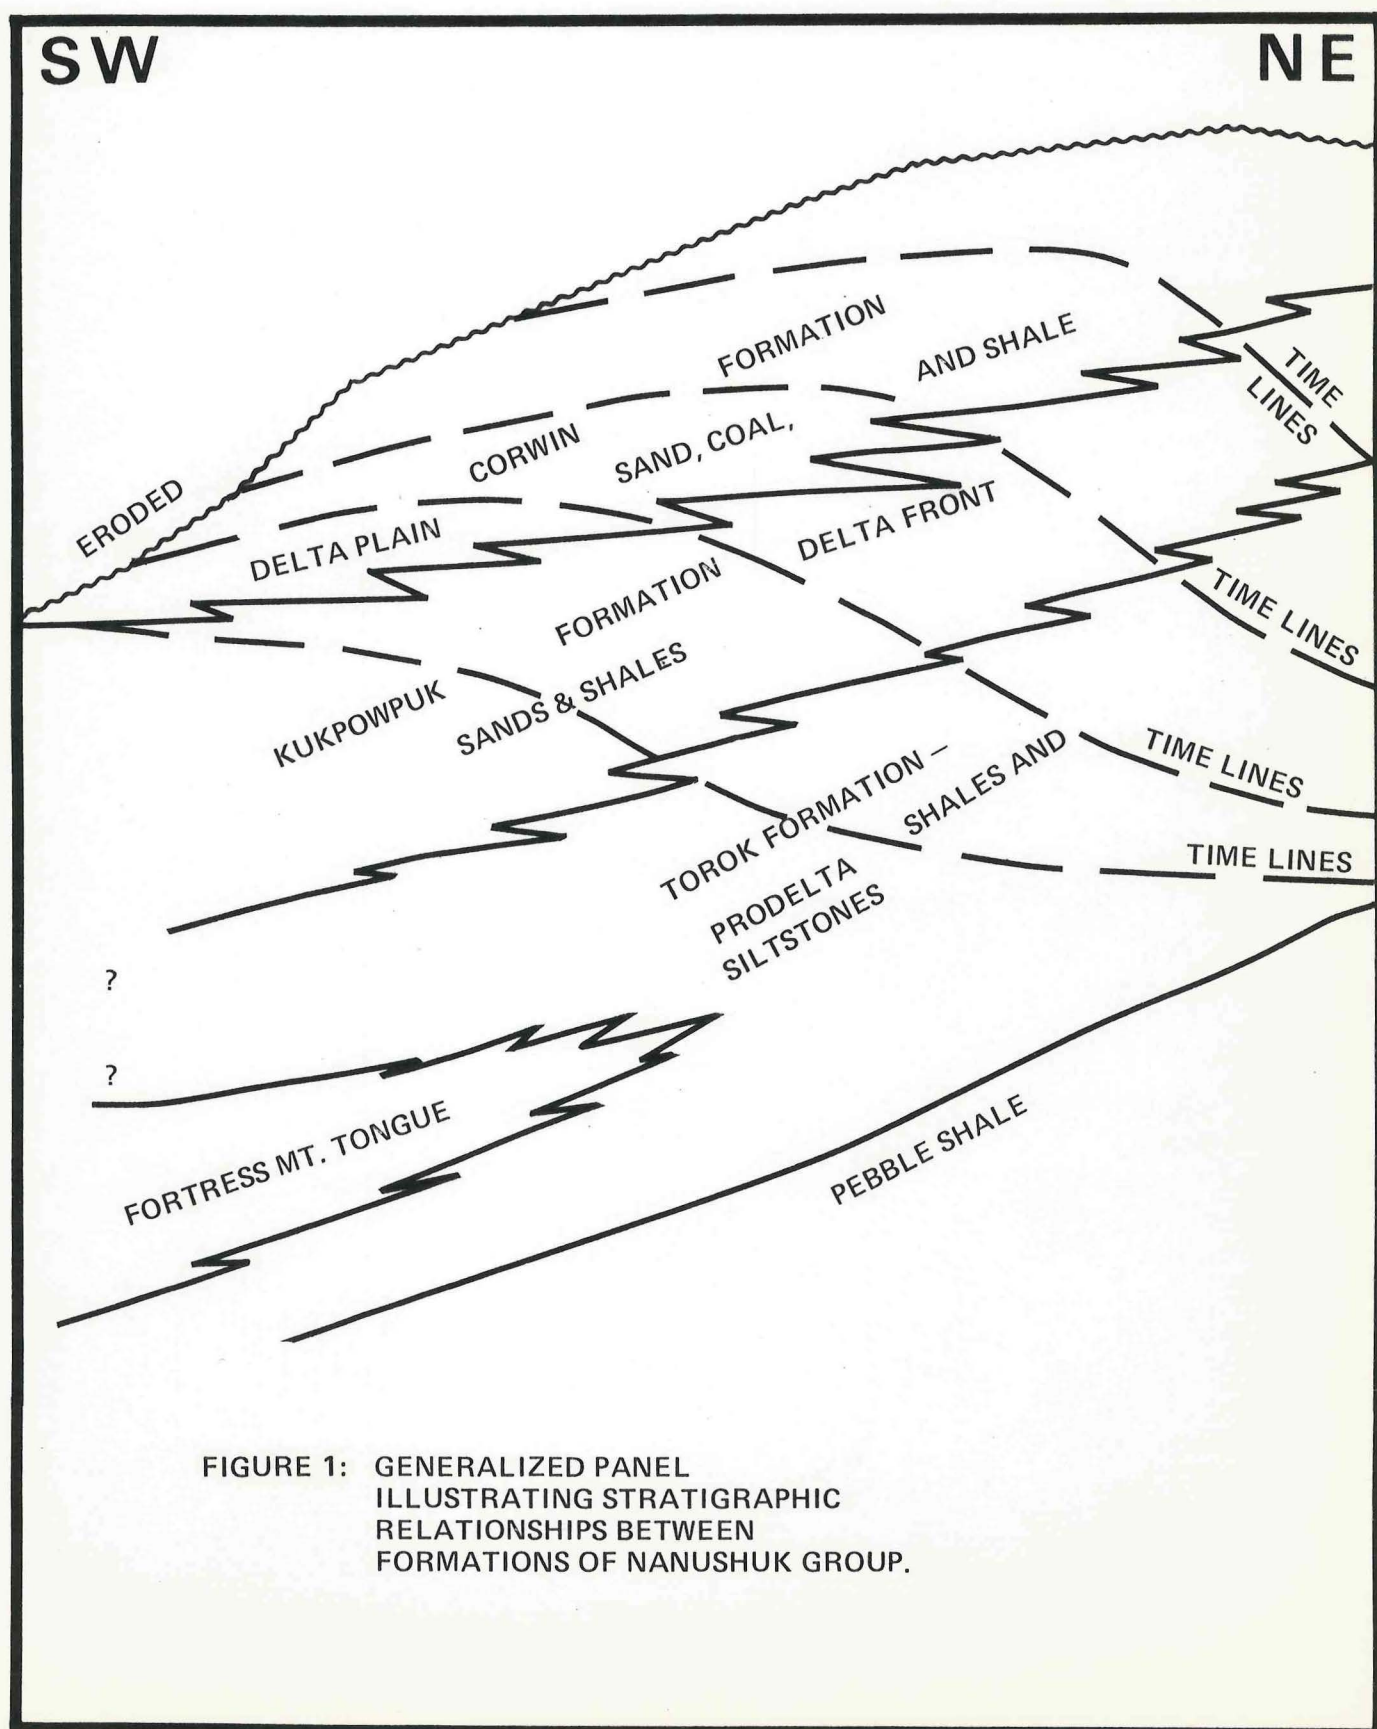 SW
NE
FORMATION
AND SHALE
TIME
LINES
CORWIN
SAND, COAL,
ERODED
DELTA PLAIN
DELTA FRONT
FORMATION
TIME LINES
KUKPOWPUK
SANDS & SHALES
TIME LINES
TOROK FORMATION –
SHALES AND
TIME LINES
PRODELTA
SILTSTONES
?
?
FORTRESS MT. TONGUE
PEBBLE SHALE
FIGURE 1: GENERALIZED PANEL
ILLUSTRATING STRATIGRAPHIC
RELATIONSHIPS BETWEEN
FORMATIONS OF NANUSHUK GROUP.